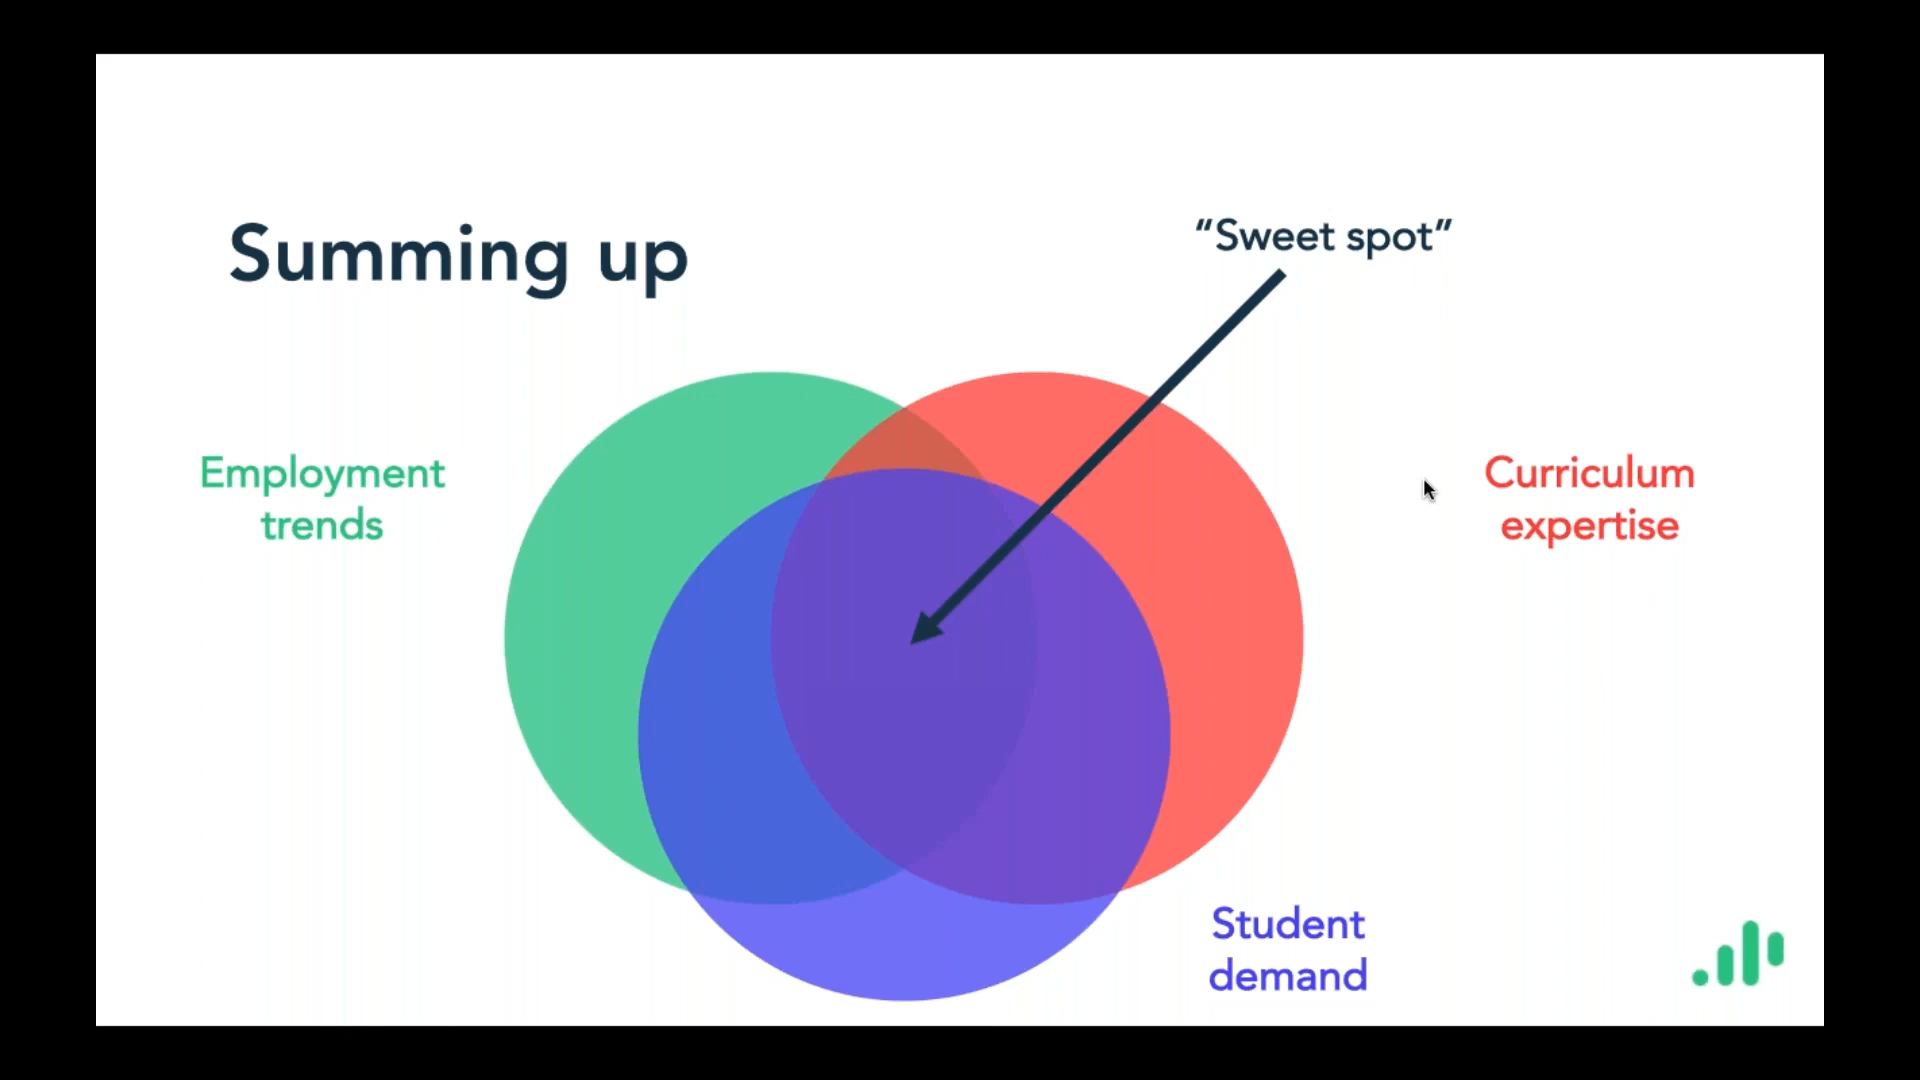 Summing up
“Sweet spot”
Employment
trends
Curriculum
expertise
Student
demand